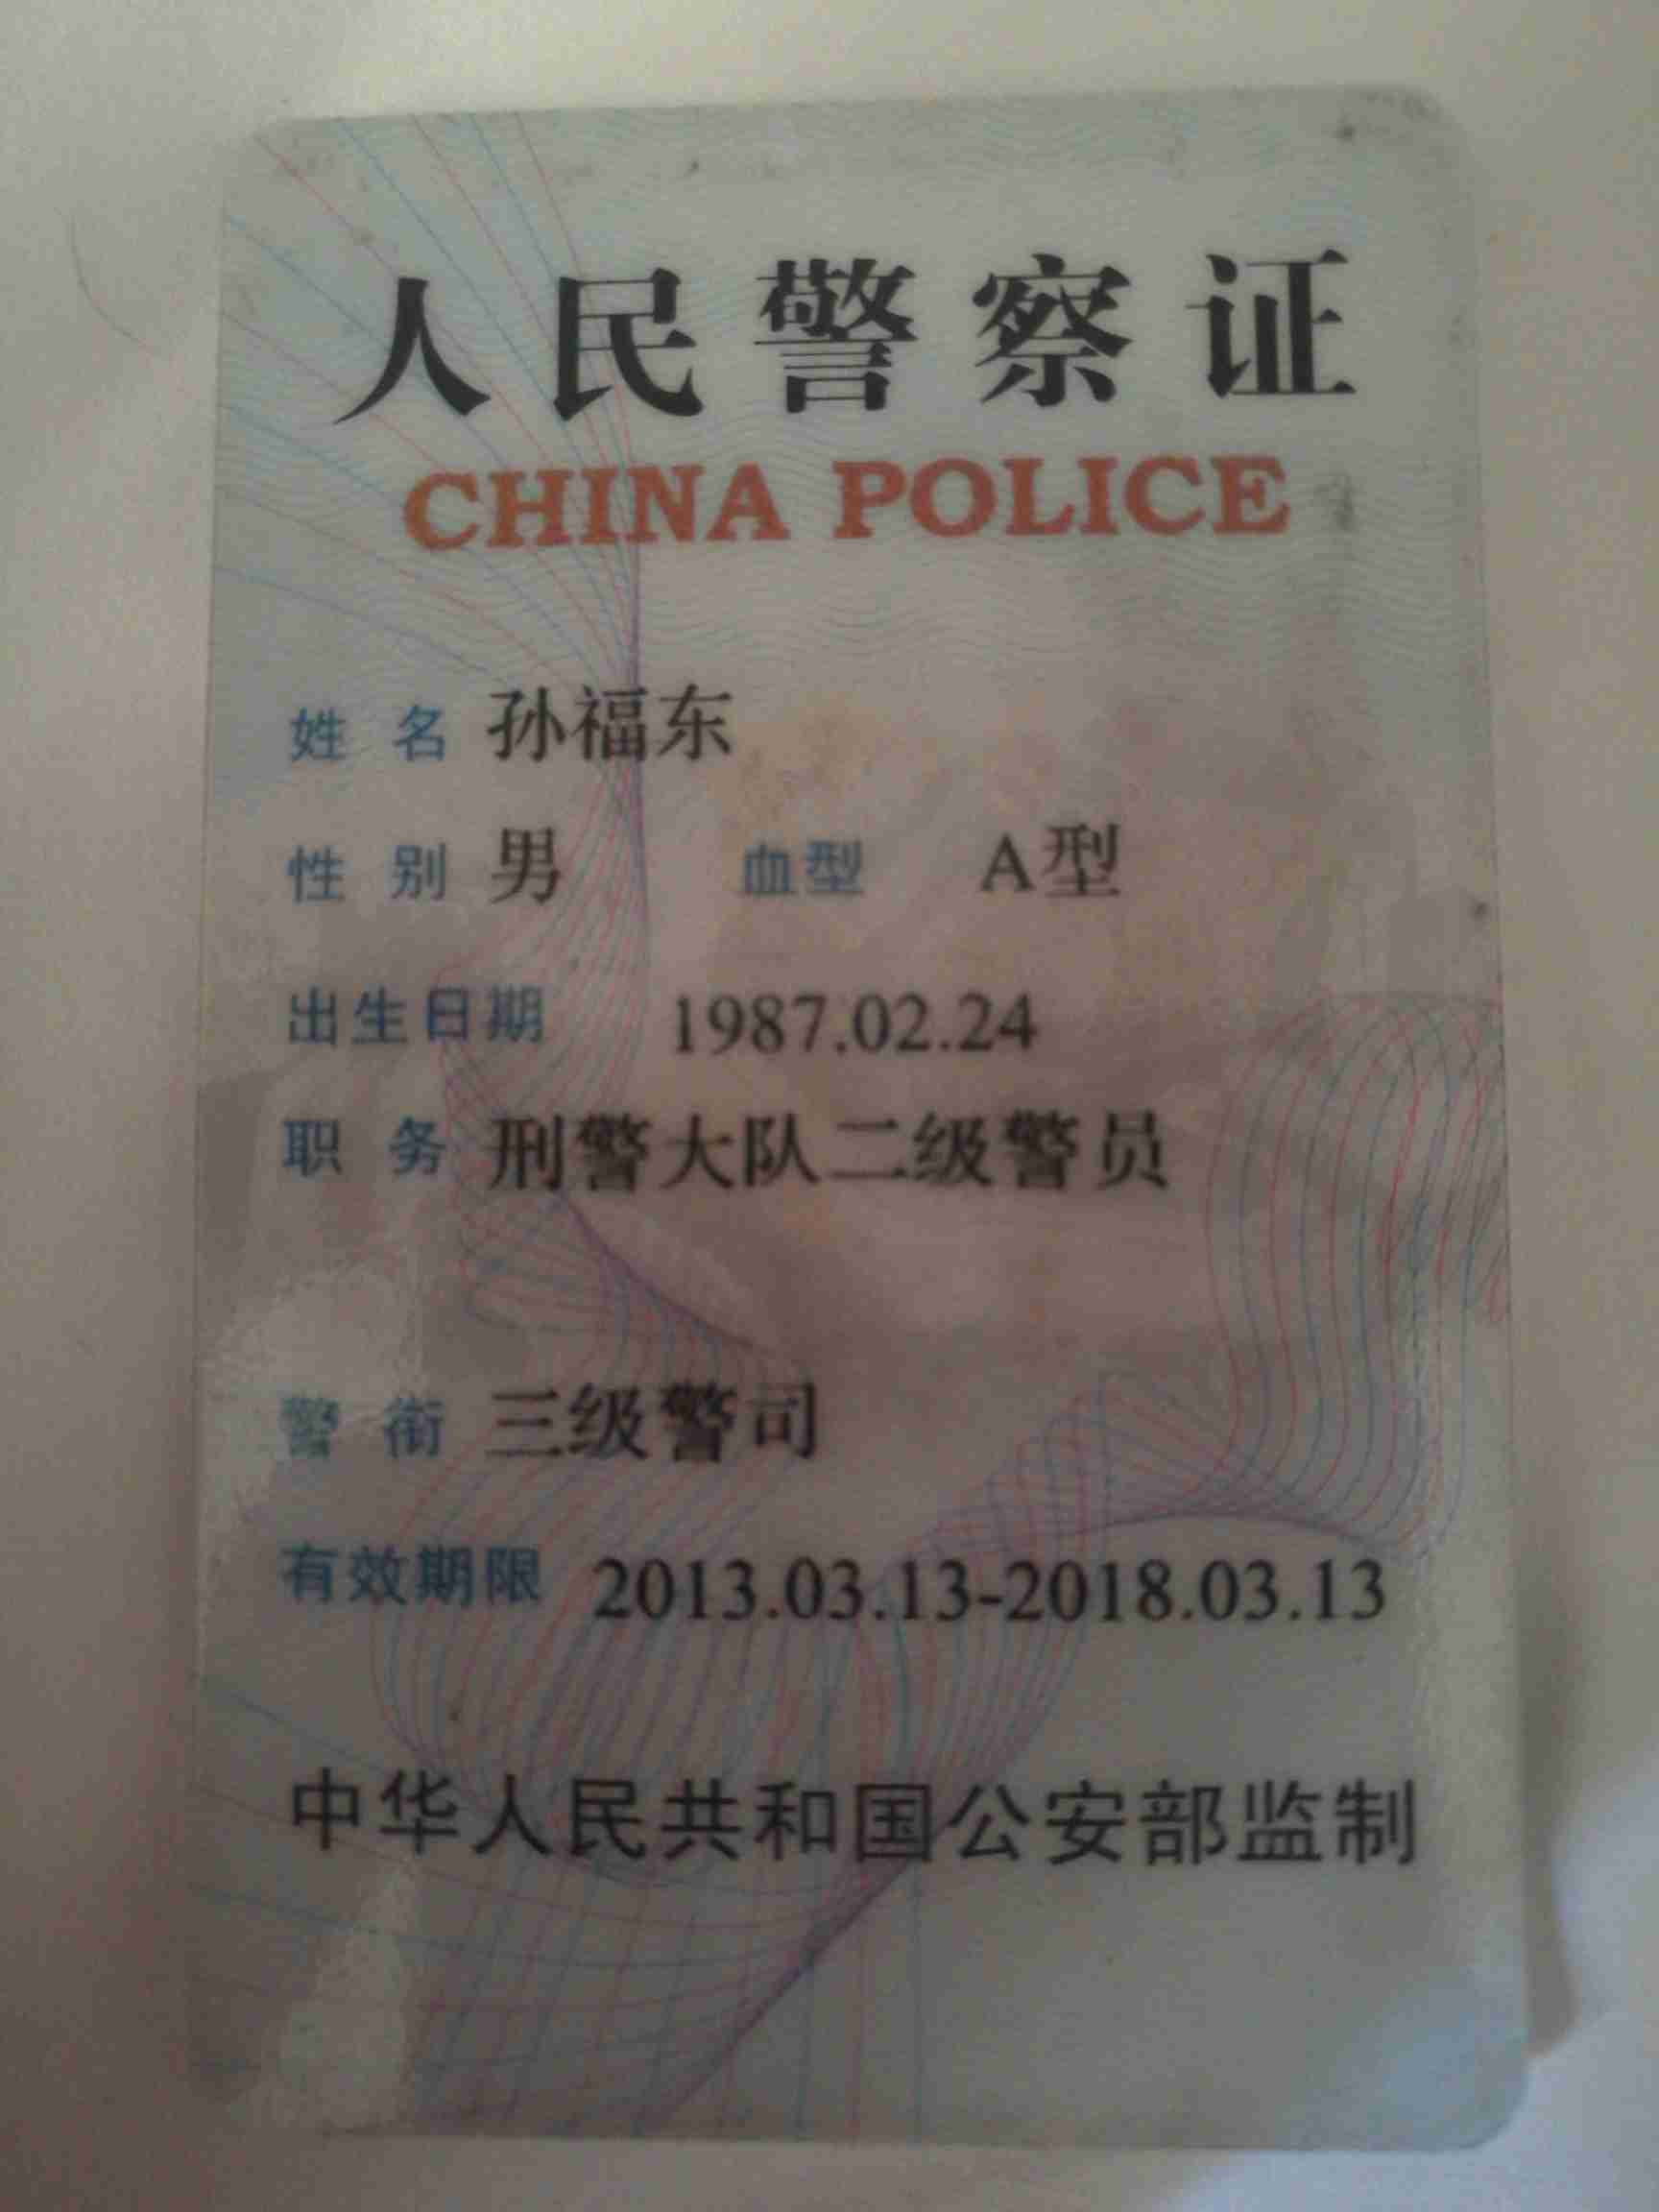 人民警察证
CHINA POLICE
姓名 孙福东
性别 男 血型 A型
出生日期 1987.02.24
职务 刑警大队二级警员
警衔 三级警司
有效期限 2013.03.13-2018.03.13
中华人民共和国公安部监制